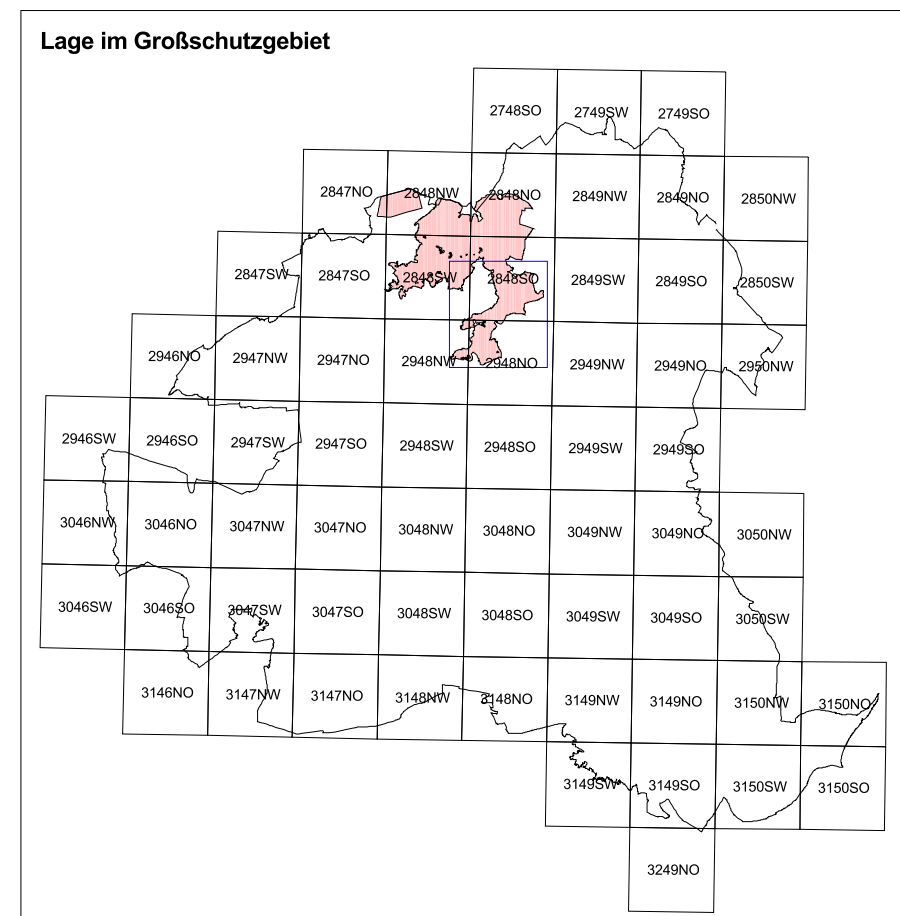 Lage im Großschutzgebiet
2748SO 2749SW 2749SO
2847NO 2848NW 2848NO 2849NW 2849NO 2850NW
2847SW 2847SO 2848SW 2848SO 2849SW 2849SO 2850SW
2946NO 2947NW 2947NO 2948NW 2948NO 2949NW 2949NO 2950NW
2946SW 2946SO 2947SW 2947SO 2948SW 2948SO 2949SW 2949SO
3046NW 3046NO 3047NW 3047NO 3048NW 3048NO 3049NW 3049NO 3050NW
3046SW 3046SO 3047SW 3047SO 3048SW 3048SO 3049SW 3049SO 3050SW
3146NO 3147NW 3147NO 3148NW 3148NO 3149NW 3149NO 3150NW 3150NO
3149SW 3149SO 3150SW 3150SO
3249NO